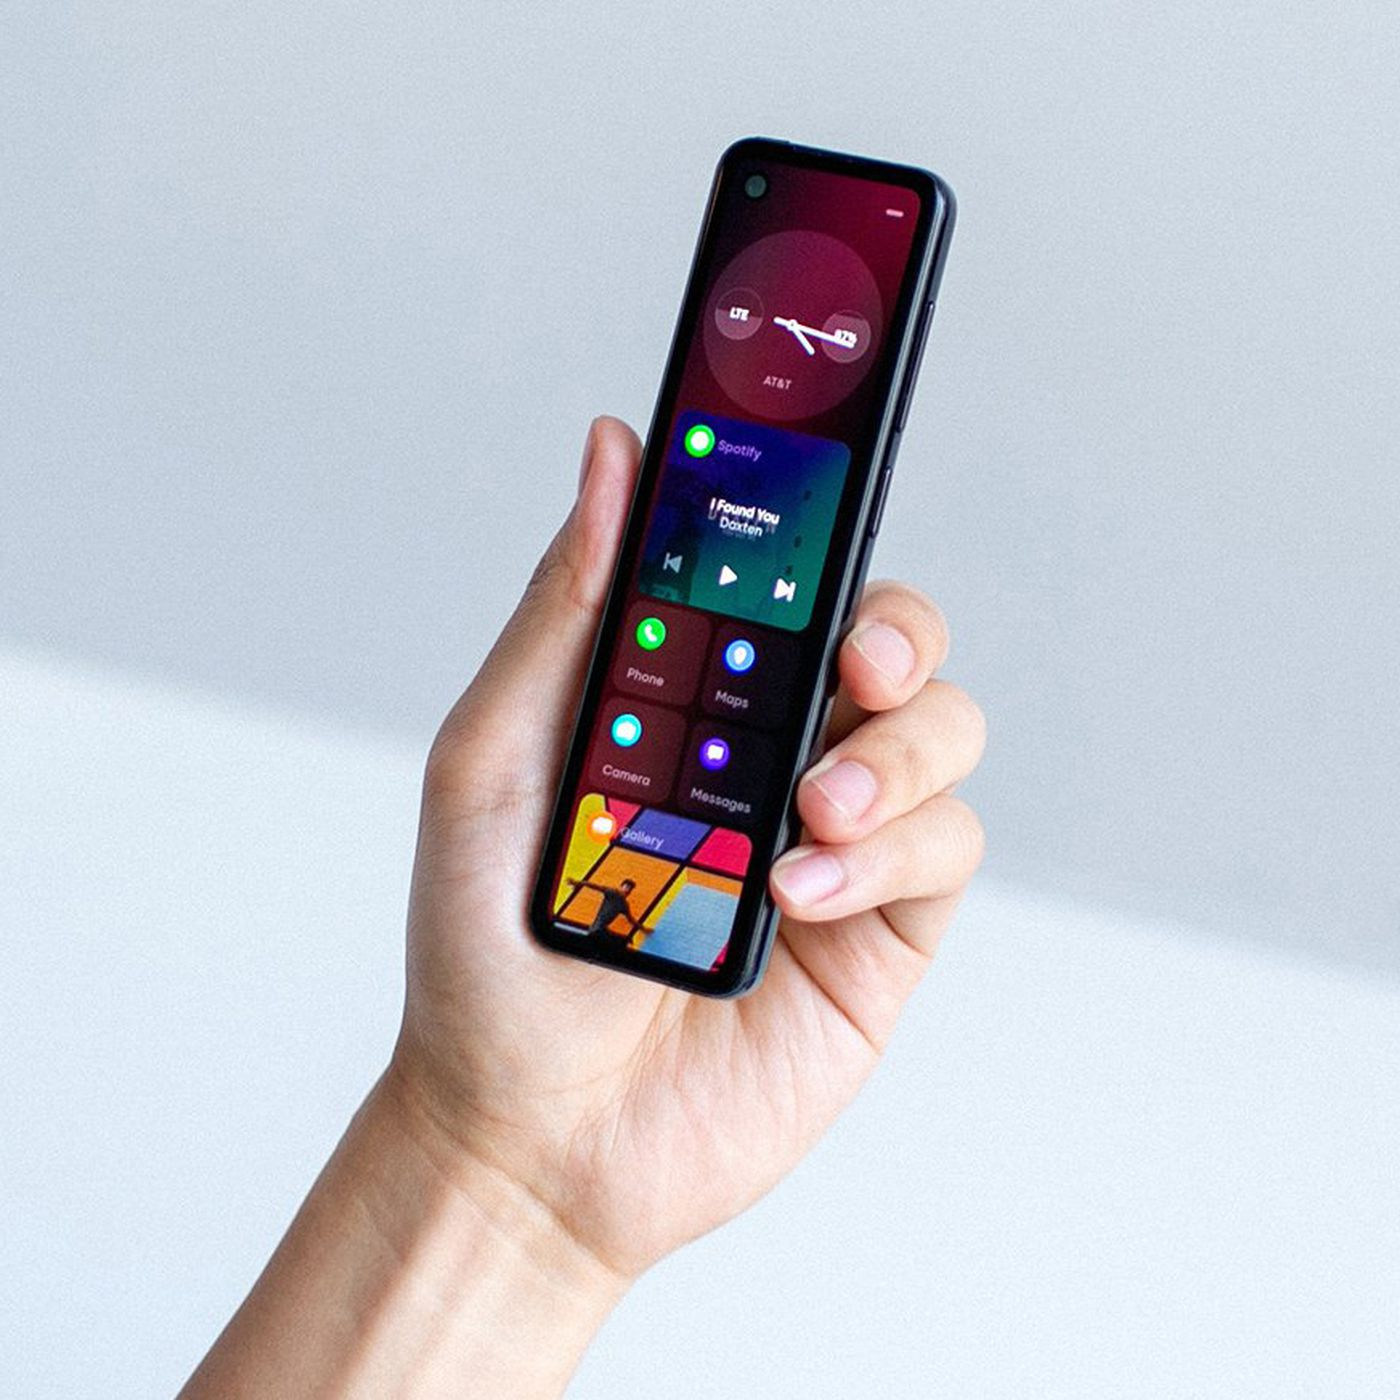 LTE
87%
AT&T
Spotify
I Found You
Daxten
Phone
Maps
Camera
Messages
Gallery